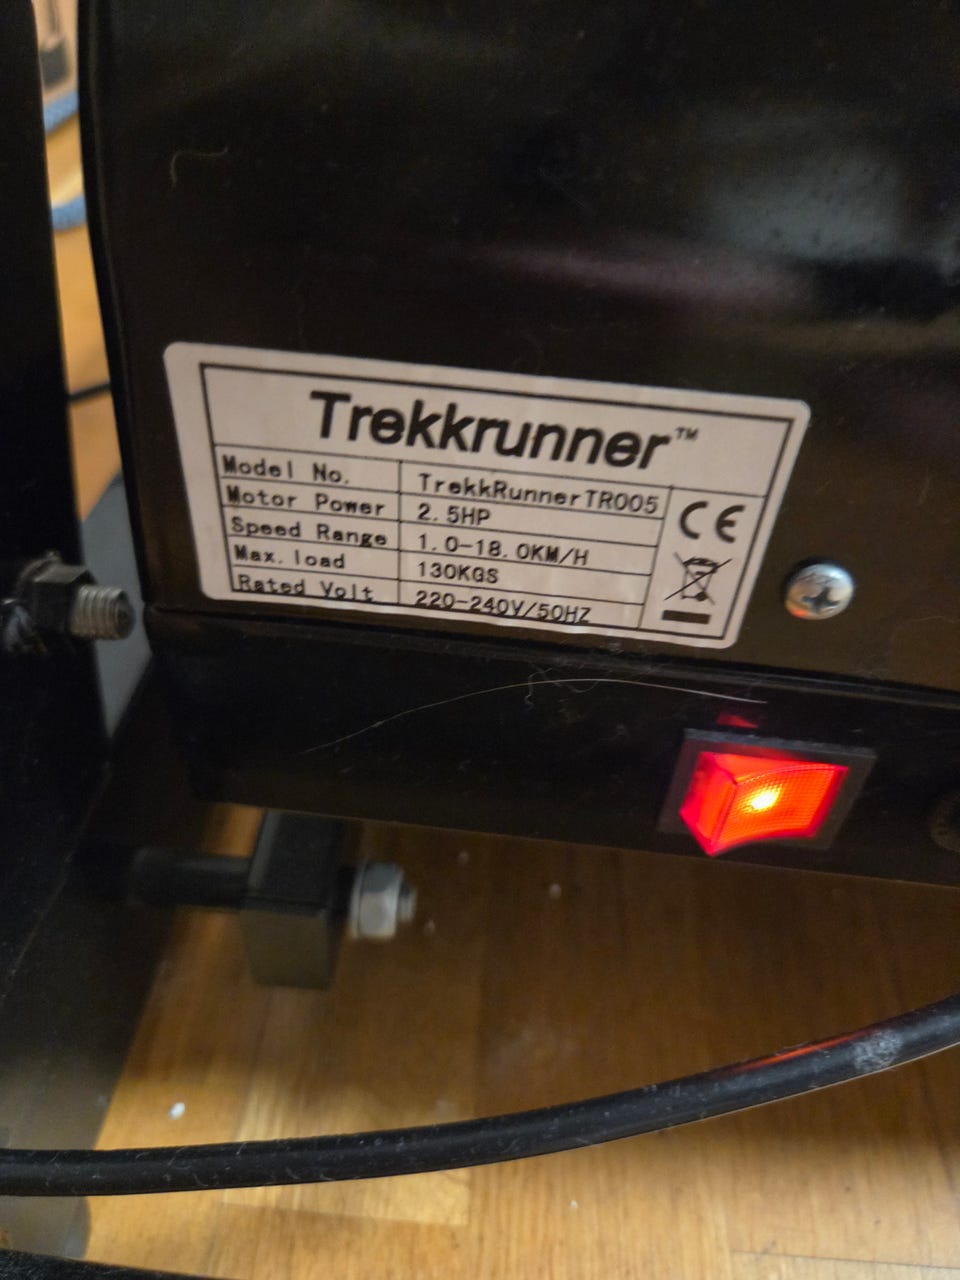 Trekkrunner™
Model No. TrekkRunnerTR005
Motor Power 2.5HP
Speed Range 1.0-18.0KM/H
Max. load 130KGS
Rated Volt 220-240V/50HZ
CE